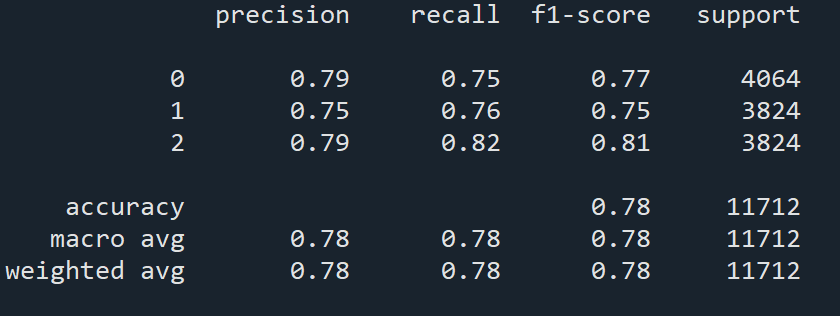 precision recall f1-score support
0 0.79 0.75 0.77 4064
1 0.75 0.76 0.75 3824
2 0.79 0.82 0.81 3824
accuracy 0.78 11712
macro avg 0.78 0.78 0.78 11712
weighted avg 0.78 0.78 0.78 11712